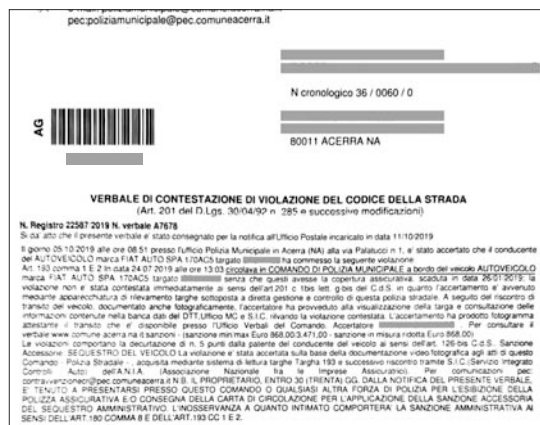 pec:poliziamunicipale@pec.comuneacerra.it
N cronologico 36 / 0060 / 0
AG
80011 ACERRA NA
VERBALE DI CONTESTAZIONE DI VIOLAZIONE DEL CODICE DELLA STRADA
(Art. 201 del D.Lgs. 30/04/92 n. 285 e successive modificazioni)
N. Registro 22587 2019 N. verbale A7678
Si da' atto che il presente verbale e' stato consegnato per la notifica all'Ufficio Postale incaricato in data 11/10/2019
Il giorno 05.10.2019 alle ore 08:51 presso l'ufficio Polizia Municipale in Acerra (NA) alla via Palatucci n 1, e' stato accertato che il conducente
del AUTOVEICOLO marca FIAT AUTO SPA 170AC5 targato ha commesso la seguente violazione
Art. 193 comma 1 E 2 In data 24 07 2019 alle ore 13 03 circolava in COMANDO DI POLIZIA MUNICIPALE a bordo del veicolo AUTOVEICOLO
marca FIAT AUTO SPA 170AC5 targato senza che questi avesse la copertura assicurativa, scaduta in data 26/01/2019; la
violazione non e' stata contestata immediatamente ai sensi dell'art 201 c 1bis lett. g bis del C.d.S. in quanto l'accertamento e' avvenuto
mediante apparecchiatura di rilevamento targhe sottoposta a diretta gestione e controllo di questa polizia stradale. A seguito del riscontro di
transito del veicolo, documentato anche fotograficamente, l'accertatore ha provveduto alla visualizzazione della targa e consultazione delle
informazioni contenute nella banca dati del DTT,Ufficio MC e S.I.C. rilvando la violazione contestata. L'accertamento ha prodotto fotogramma
attestante il transito che e' disponibile presso l'Ufficio Verbali del Comando. Accertatore Per consultare il
verbale www comune acerra na it sanzioni - (sanzione min-max Euro 868,00-3.471,00 - sanzione in misura ridotta Euro 868,00)
Le violazioni comportano la decurtazione di n. 5 punti dalla patente del conducente del veicolo ai sensi dell'art. 126-bis C.d.S. Sanzione
Accessorie: SEQUESTRO DEL VEICOLO La violazione e' stata accertata sulla base della documentazione video fotografica agli atti di questo
Comando Polizia Stradale - , acquisita mediante sistema di lettura targhe Targha 193 e successivo riscontro tramite S.I.C (Servizio Integrato
Controlli Auto) dell'A.N.I.A. (Associazione Nazionale fra le Imprese Assicuratrici). Per comunicazioni pec:
contravvenzioni@pec.comuneacerra.it N.B. IL PROPRIETARIO, ENTRO 30 (TRENTA) GG. DALLA NOTIFICA DEL PRESENTE VERBALE,
E' TENUTO A PRESENTARSI PRESSO QUESTO COMANDO O QUALSIASI ALTRA FORZA DI POLIZIA PER L'ESIBIZIONE DELLA
POLIZZA ASSICURATIVA E/O CONSEGNA DELLA CARTA DI CIRCOLAZIONE PER L'APPLICAZIONE DELLA SANZIONE ACCESSORIA
DEL SEQUESTRO AMMINISTRATIVO. L'INOSSERVANZA A QUANTO INTIMATO COMPORTERA' LA SANZIONE AMMINISTRATIVA AI
SENSI DELL'ART 180 COMMA 8 E DELL'ART. 193 CC 1 E 2.